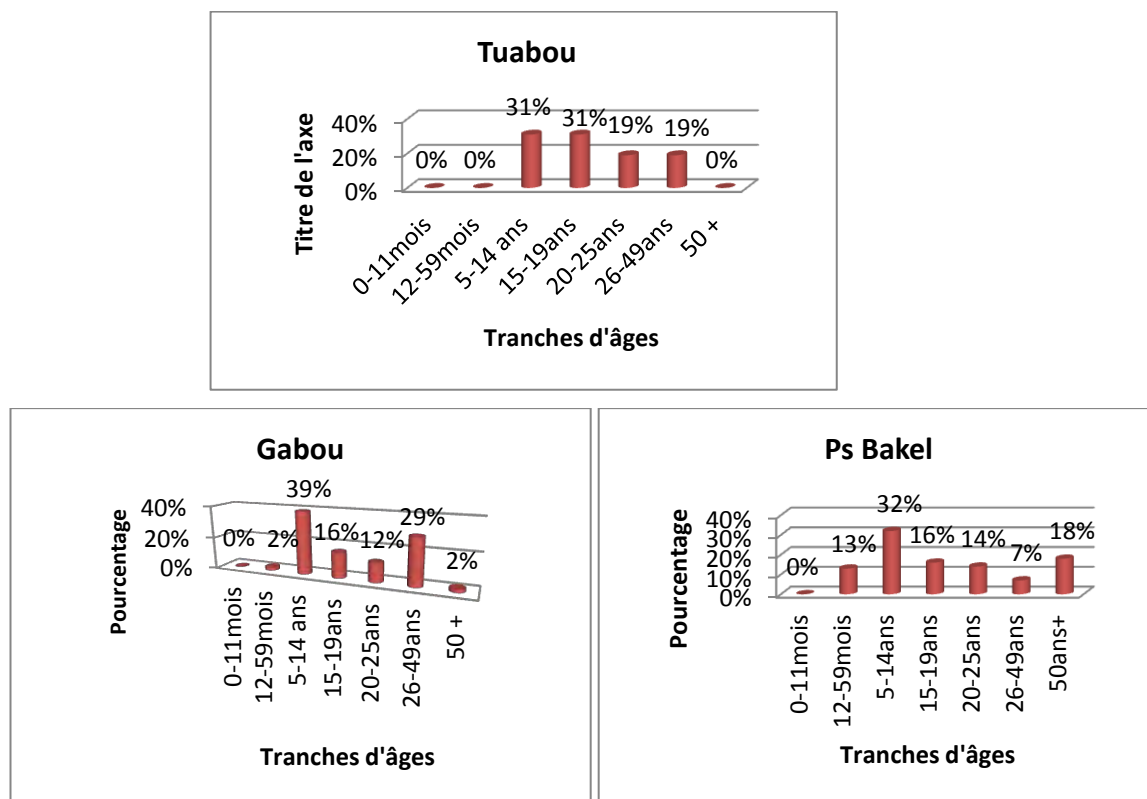 Tuabou
Titre de l'axe
40%
20%
0%
0%
0%
31%
31%
19%
19%
0%
0-11mois
12-59mois
5-14 ans
15-19ans
20-25ans
26-49ans
50 +
Tranches d'âges
Gabou
Pourcentage
40%
20%
0%
0%
2%
39%
16%
12%
29%
2%
0-11mois
12-59mois
5-14 ans
15-19ans
20-25ans
26-49ans
50 +
Tranches d'âges
Ps Bakel
Pourcentage
40%
30%
20%
10%
0%
0%
13%
32%
16%
14%
7%
18%
0-11mois
12-59mois
5-14ans
15-19ans
20-25ans
26-49ans
50ans+
Tranches d'âges